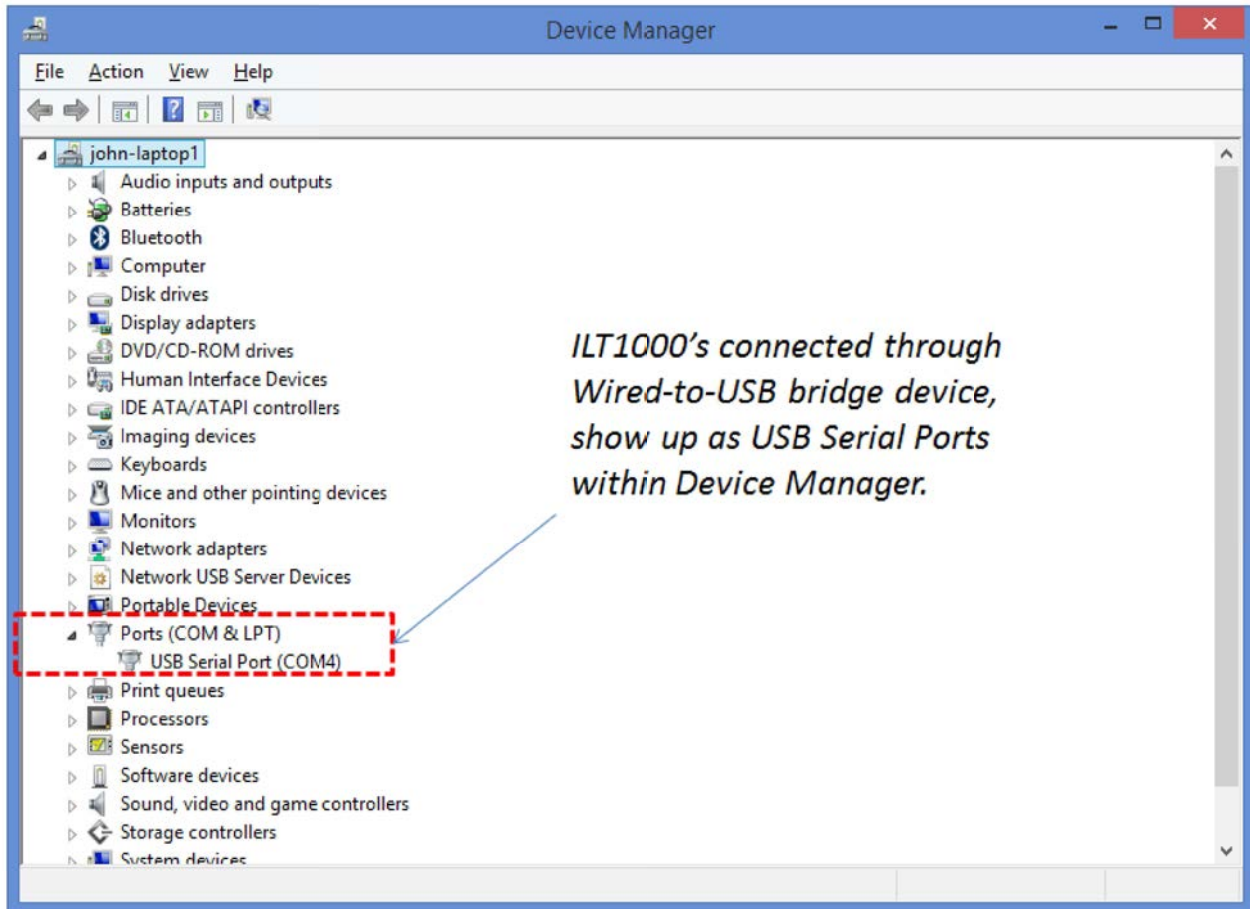 Device Manager
File Action View Help
john-laptop1
Audio inputs and outputs
Batteries
Bluetooth
Computer
Disk drives
Display adapters
DVD/CD-ROM drives
Human Interface Devices
IDE ATA/ATAPI controllers
Imaging devices
Keyboards
Mice and other pointing devices
Monitors
Network adapters
Network USB Server Devices
Portable Devices
Ports (COM & LPT)
USB Serial Port (COM4)
Print queues
Processors
Sensors
Software devices
Sound, video and game controllers
Storage controllers
System devices
ILT1000's connected through
Wired-to-USB bridge device,
show up as USB Serial Ports
within Device Manager.